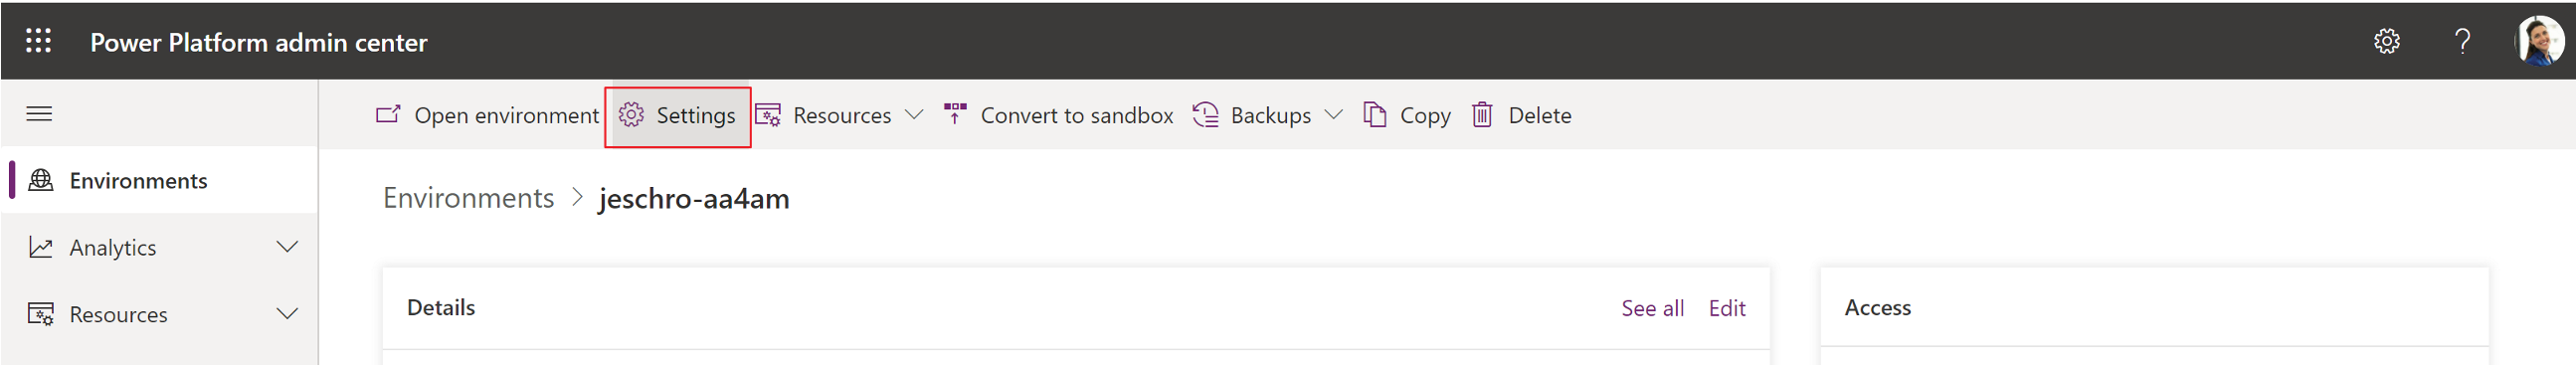 Power Platform admin center
Open environment Settings Resources Convert to sandbox Backups Copy Delete
Environments
Analytics
Resources
Environments > jeschro-aa4am
Details See all Edit
Access